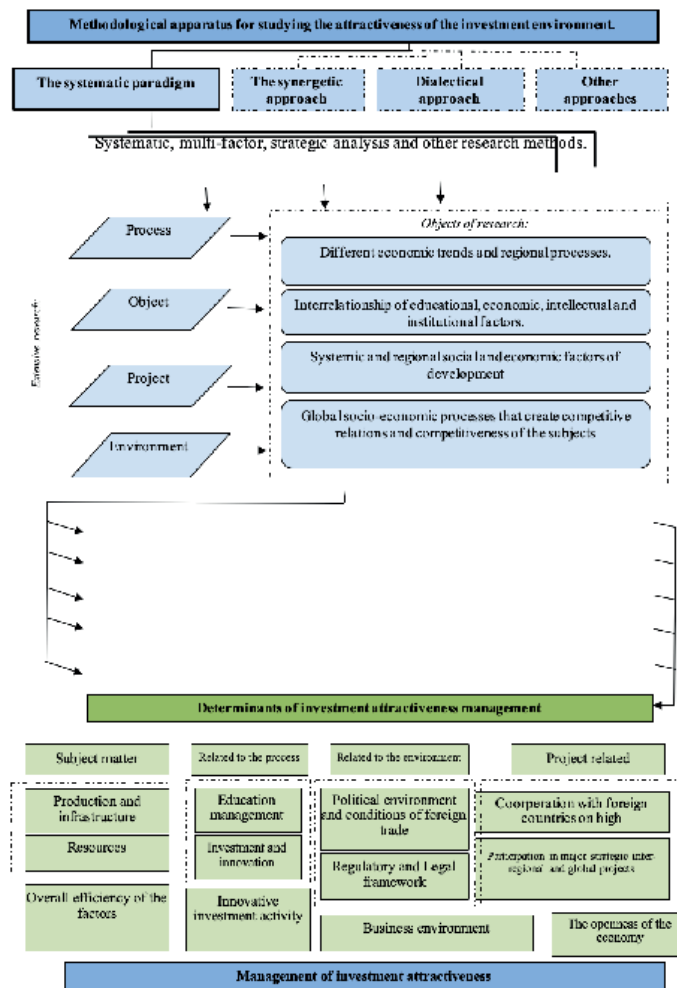 Methodological apparatus for studying the attractiveness of the investment environment.
The systematic paradigm
The synergetic
approach
Dialectical
approach
Other
approaches
Systematic, multi-factor, strategic analysis and other research methods.
Process
Object
Project
Environment
research:
Objects of research:
Different economic trends and regional processes.
Interrelationship of educational, economic, intellectual and
institutional factors.
Systemic and regional social and economic factors of
development
Global socio-economic processes that create competitive
relations and competitiveness of the subjects
Determinants of investment attractiveness management
Subject matter
Related to the process
Related to the environment
Project related
Production and
infrastructure
Resources
Overall efficiency of the
factors
Education
management
Investment and
innovation
Innovative
investment activity
Political environment
and conditions of foreign
trade
Regulatory and Legal
framework
Business environment
Coorperation with foreign
countries on high
Participation in major strategic inter-
regional and global projects
The openness of the
economy
Management of investment attractiveness